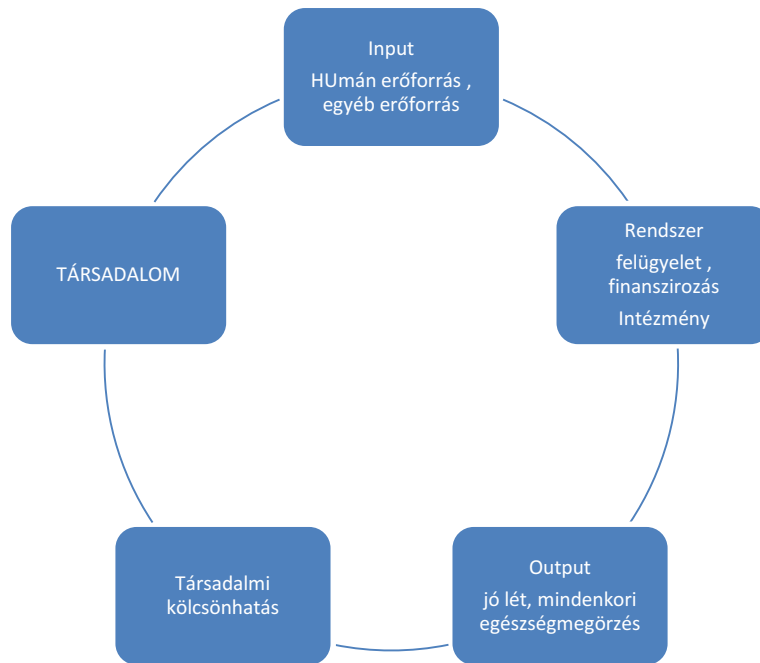 Input
HUmán erőforrás ,
egyéb erőforrás
Rendszer
felügyelet ,
finanszirozás
Intézmény
Output
jó lét, mindenkori
egészségmegörzés
Társadalmi
kölcsönhatás
TÁRSADALOM